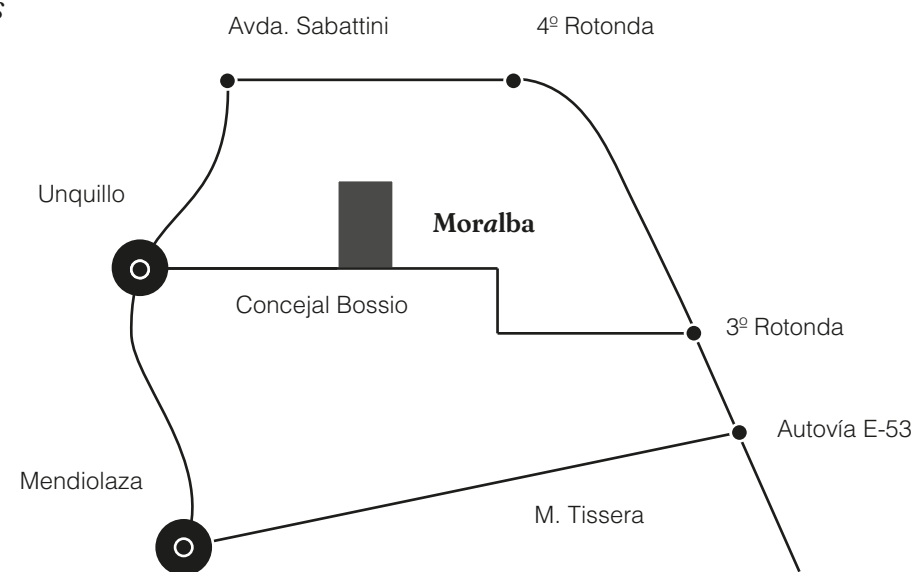 s
Avda. Sabattini
4º Rotonda
Unquillo
Moralba
Concejal Bossio
3º Rotonda
Autovía E-53
Mendiolaza
M. Tissera